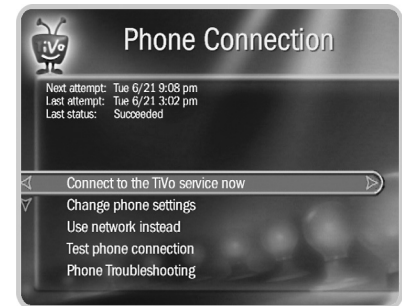 TiVo
Phone Connection
Next attempt: Tue 6/21 9:08 pm
Last attempt: Tue 6/21 3:02 pm
Last status: Succeeded
Connect to the TiVo service now
Change phone settings
Use network instead
Test phone connection
Phone Troubleshooting